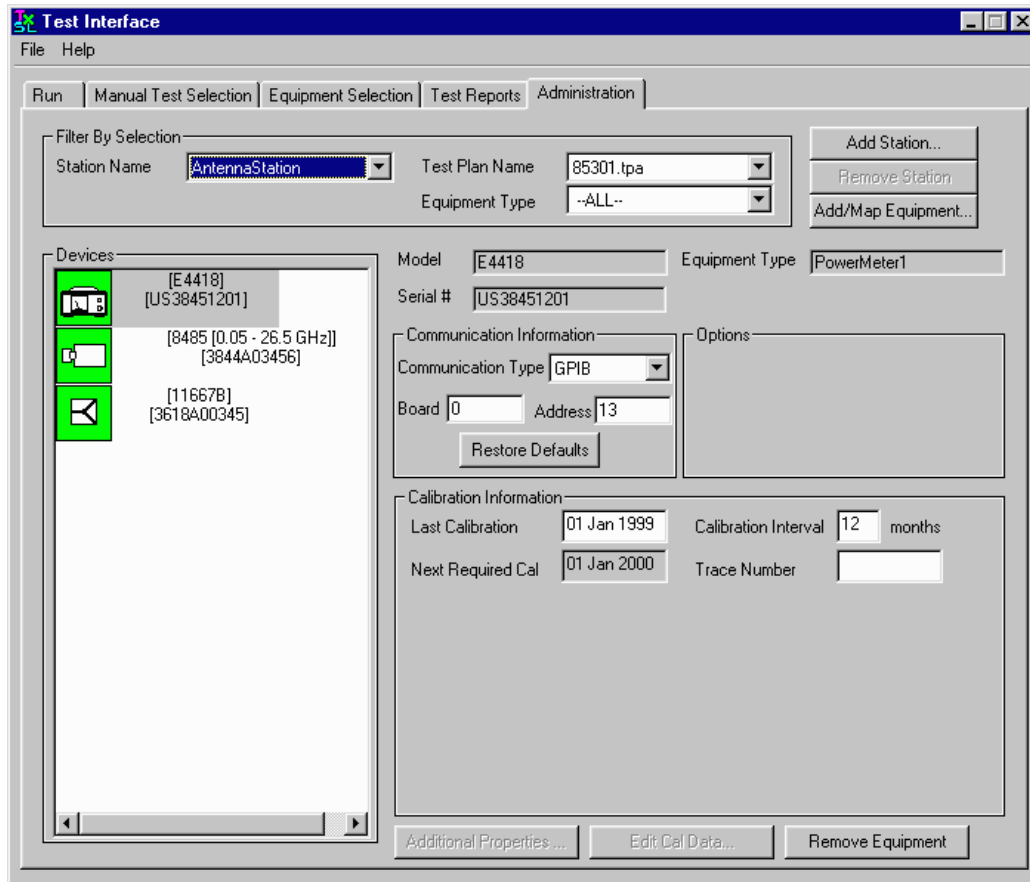 Test Interface
File Help
Run Manual Test Selection Equipment Selection Test Reports Administration
Filter By Selection
Station Name AntennaStation
Test Plan Name 85301.tpa
Equipment Type --ALL--
Add Station...
Remove Station
Add/Map Equipment...
Devices
[E4418]
[US38451201]
[8485 [0.05 - 26.5 GHz]]
[3844A03456]
[11667B]
[3618A00345]
Model E4418
Equipment Type PowerMeter1
Serial # US38451201
Communication Information
Communication Type GPIB
Board 0 Address 13
Restore Defaults
Options
Calibration Information
Last Calibration 01 Jan 1999 Calibration Interval 12 months
Next Required Cal 01 Jan 2000 Trace Number
Additional Properties ... Edit Cal Data... Remove Equipment